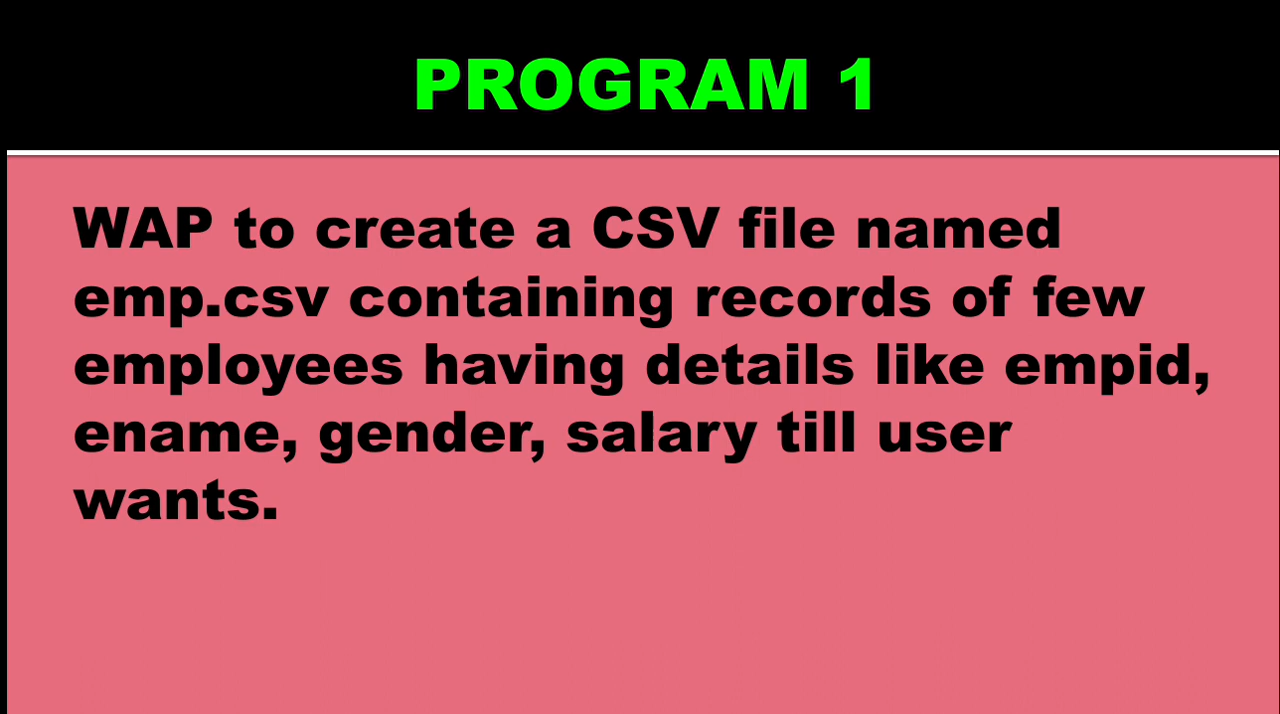 PROGRAM 1
WAP to create a CSV file named
emp.csv containing records of few
employees having details like empid,
ename, gender, salary till user
wants.